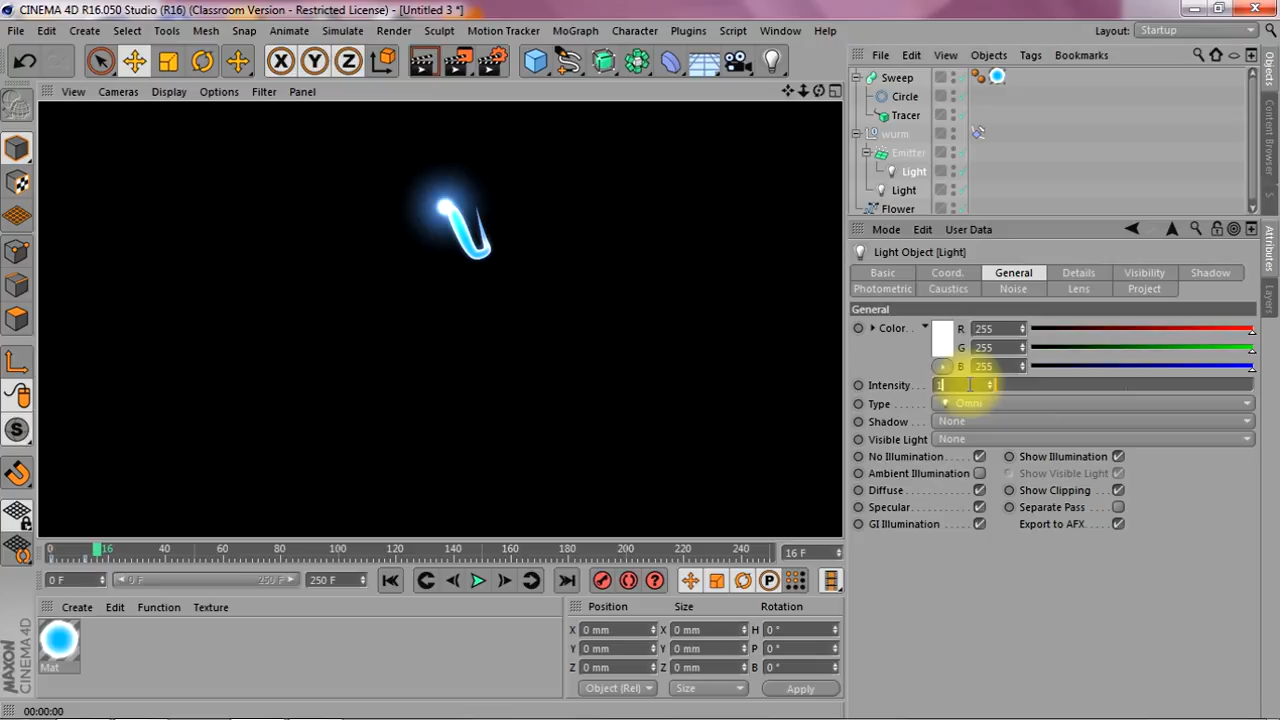 CINEMA 4D R16.050 Studio (R16) (Classroom Version - Restricted License) - [Untitled 3 *]
File Edit Create Select Tools Mesh Snap Animate Simulate Render Sculpt Motion Tracker MoGraph Character Plugins Script Window Help Layout: Startup
X Y Z
File Edit View Objects Tags Bookmarks
View Cameras Display Options Filter Panel
Sweep
Circle
Tracer
wurm
Emitter
Light
Light
Flower
Objects
Content Browser
S
Attributes
Layers
Mode Edit User Data
Light Object [Light]
Basic Coord. General Details Visibility Shadow
Photometric Caustics Noise Lens Project
General
Color.. R 255
G 255
B 255
Intensity . . . 1
Type . . . . . . Omni
Shadow . . . . None
Visible Light . None
No Illumination . . . . . Show Illumination
Ambient Illumination Show Visible Light
Diffuse . . . . . . . . . . Show Clipping . . . .
Specular . . . . . . . . . Separate Pass . . .
GI Illumination . . . . . Export to AFX . . . .
0 16 40 60 80 100 120 140 160 180 200 220 240 16 F
0 F 0 F 250 F 250 F
P
Create Edit Function Texture
Mat
Position Size Rotation
X 0 mm X 0 mm H 0 °
Y 0 mm Y 0 mm P 0 °
Z 0 mm Z 0 mm B 0 °
Object (Rel) Size Apply
MAXON
CINEMA 4D
00:00:00